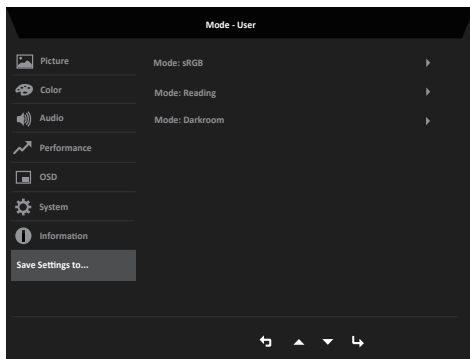 Mode - User
Picture
Color
Audio
Performance
OSD
System
Information
Save Settings to...
Mode: sRGB
Mode: Reading
Mode: Darkroom